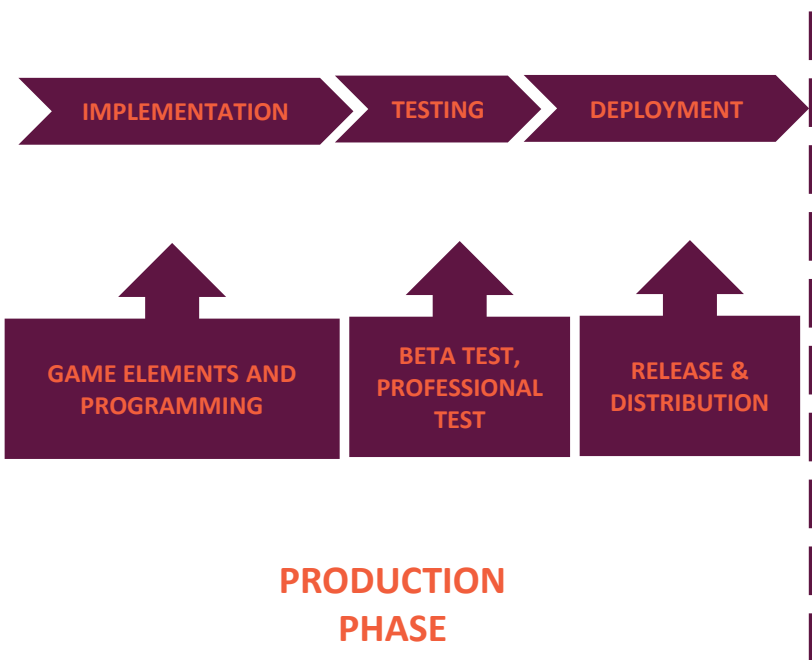 IMPLEMENTATION
TESTING
DEPLOYMENT
GAME ELEMENTS AND
PROGRAMMING
BETA TEST,
PROFESSIONAL
TEST
RELEASE &
DISTRIBUTION
PRODUCTION
PHASE